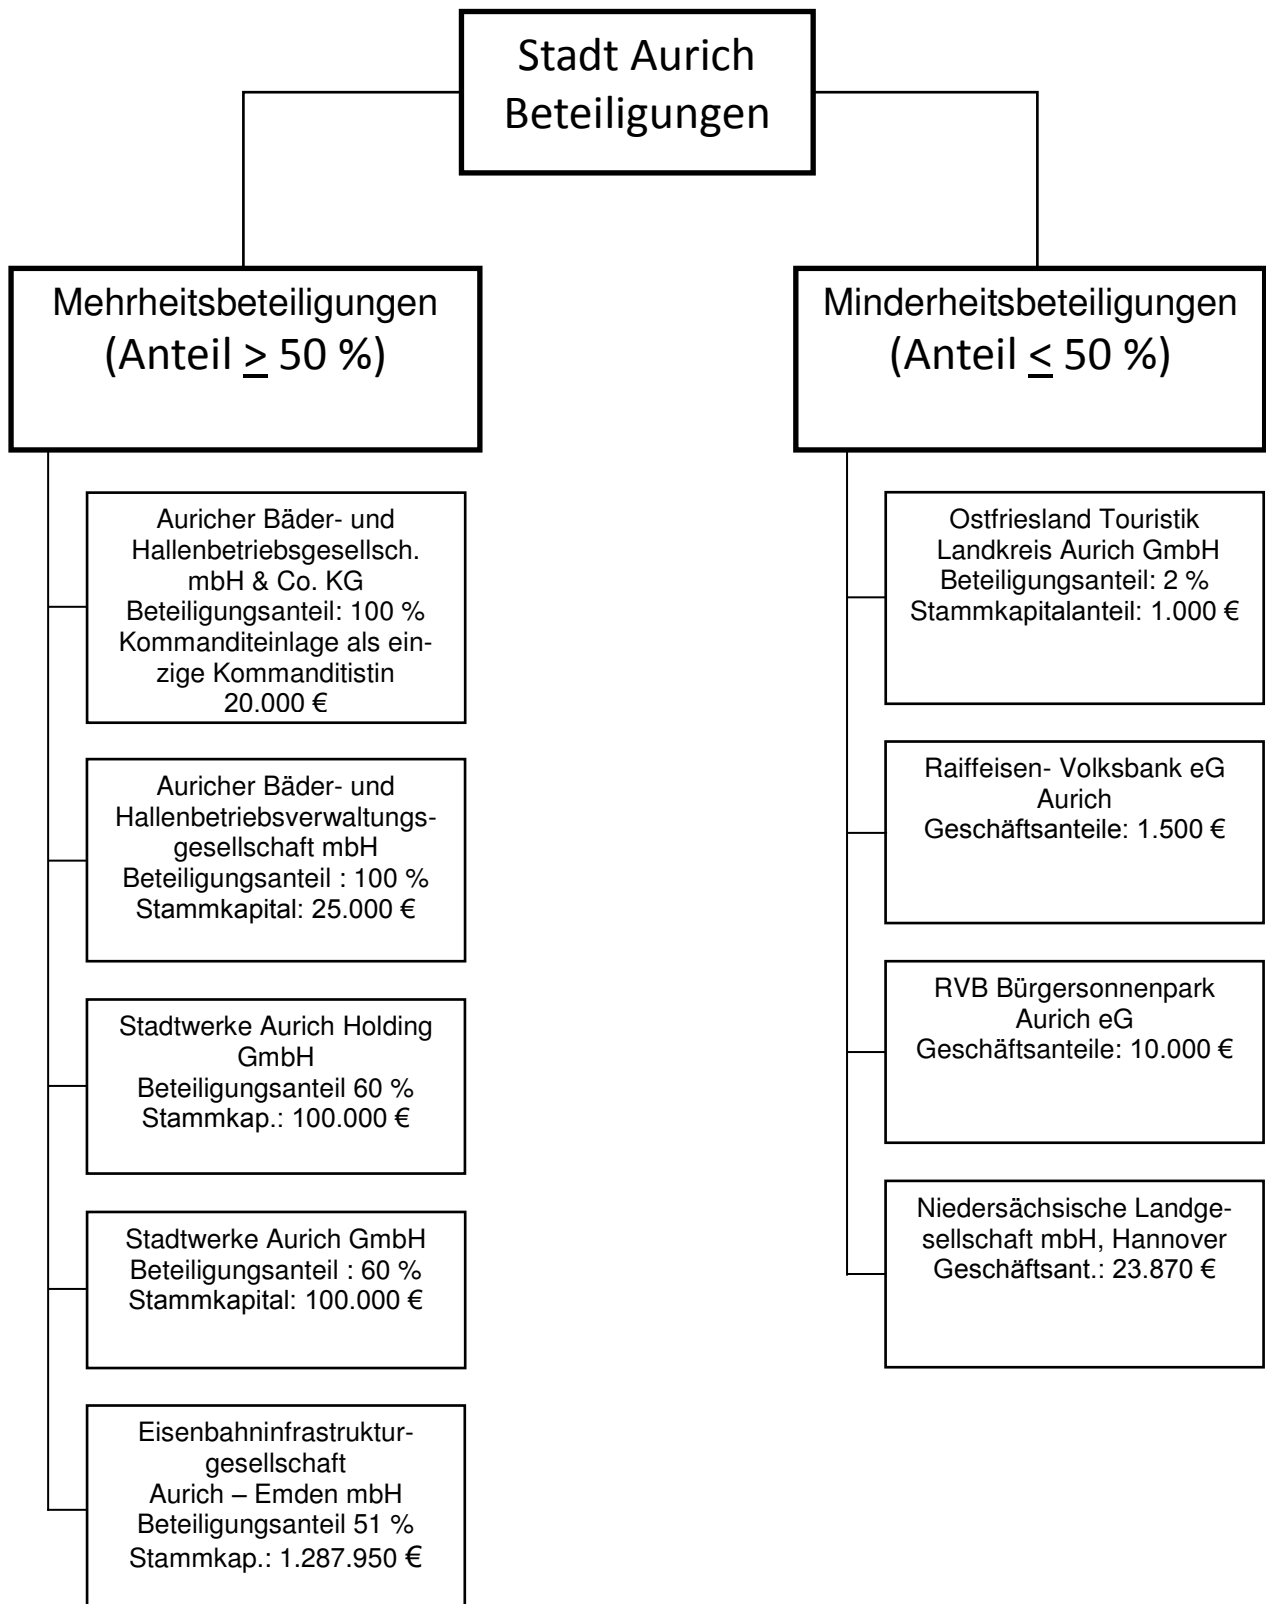 Stadt Aurich
Beteiligungen
Mehrheitsbeteiligungen
(Anteil ≥ 50 %)
Auricher Bäder- und
Hallenbetriebsgesellsch.
mbH & Co. KG
Beteiligungsanteil: 100 %
Kommanditeinlage als ein-
zige Kommanditistin
20.000 €
Auricher Bäder- und
Hallenbetriebsverwaltungs-
gesellschaft mbH
Beteiligungsanteil : 100 %
Stammkapital: 25.000 €
Stadtwerke Aurich Holding
GmbH
Beteiligungsanteil 60 %
Stammkap.: 100.000 €
Stadtwerke Aurich GmbH
Beteiligungsanteil : 60 %
Stammkapital: 100.000 €
Eisenbahninfrastruktur-
gesellschaft
Aurich – Emden mbH
Beteiligungsanteil 51 %
Stammkap.: 1.287.950 €
Minderheitsbeteiligungen
(Anteil ≤ 50 %)
Ostfriesland Touristik
Landkreis Aurich GmbH
Beteiligungsanteil: 2 %
Stammkapitalanteil: 1.000 €
Raiffeisen- Volksbank eG
Aurich
Geschäftsanteile: 1.500 €
RVB Bürgersonnenpark
Aurich eG
Geschäftsanteile: 10.000 €
Niedersächsische Landge-
sellschaft mbH, Hannover
Geschäftsant.: 23.870 €